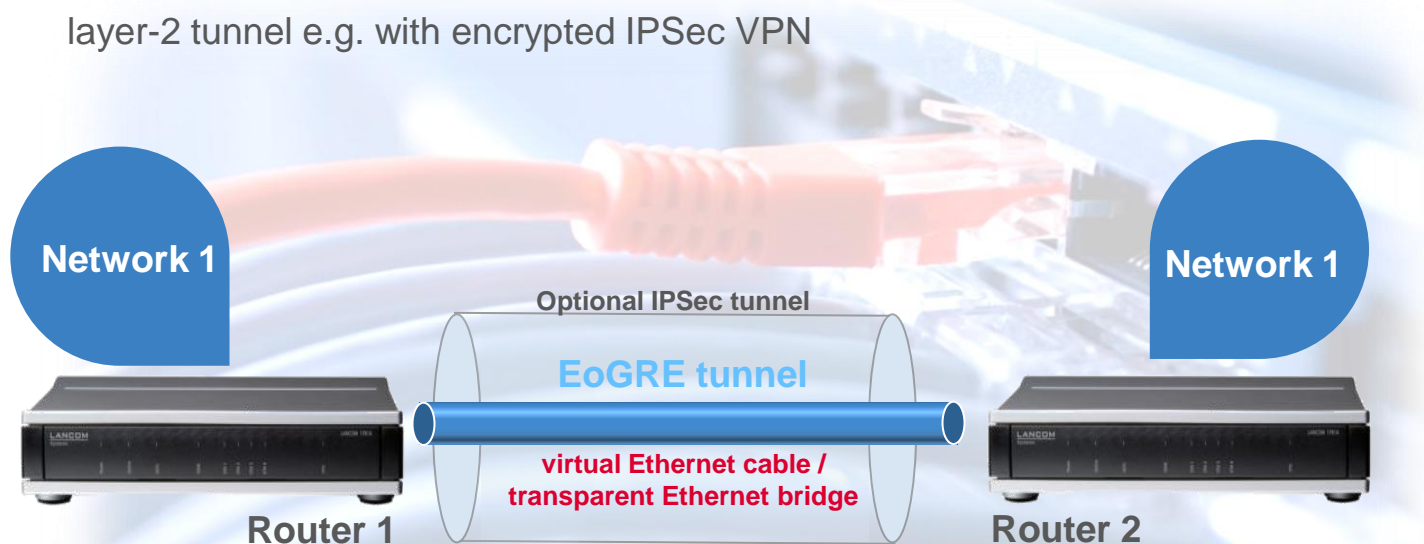 layer-2 tunnel e.g. with encrypted IPSec VPN
Network 1
Network 1
Optional IPSec tunnel
EoGRE tunnel
virtual Ethernet cable /
transparent Ethernet bridge
LANCOM
LANCOM
Router 1
Router 2